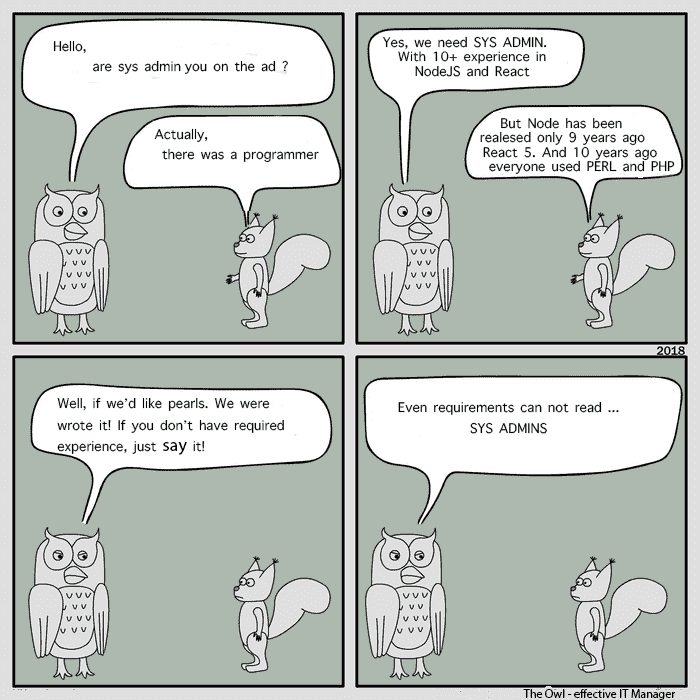 Hello,
are sys admin you on the ad ?
Actually,
there was a programmer
Yes, we need SYS ADMIN.
With 10+ experience in
NodeJS and React
But Node has been
realesed only 9 years ago
React 5. And 10 years ago
everyone used PERL and PHP
2018
Well, if we'd like pearls. We were
wrote it! If you don't have required
experience, just say it!
Even requirements can not read ...
SYS ADMINS
The Owl - effective IT Manager